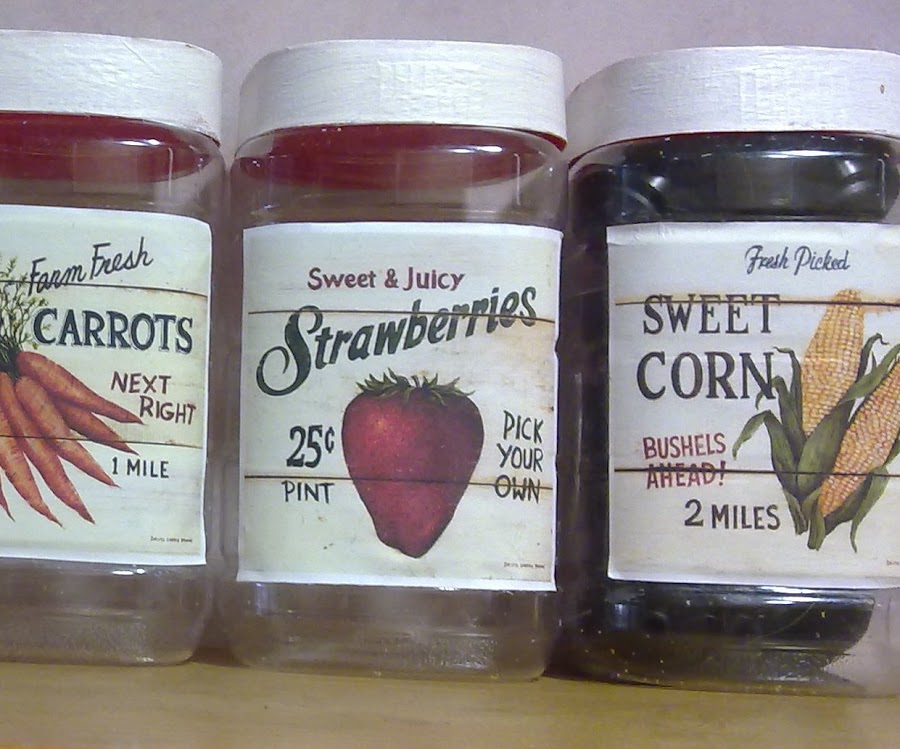 Farm Fresh
CARROTS
NEXT
RIGHT
1 MILE
Sweet & Juicy
Strawberries
25¢
PINT
PICK
YOUR
OWN
Fresh Picked
SWEET
CORN
BUSHELS
AHEAD!
2 MILES